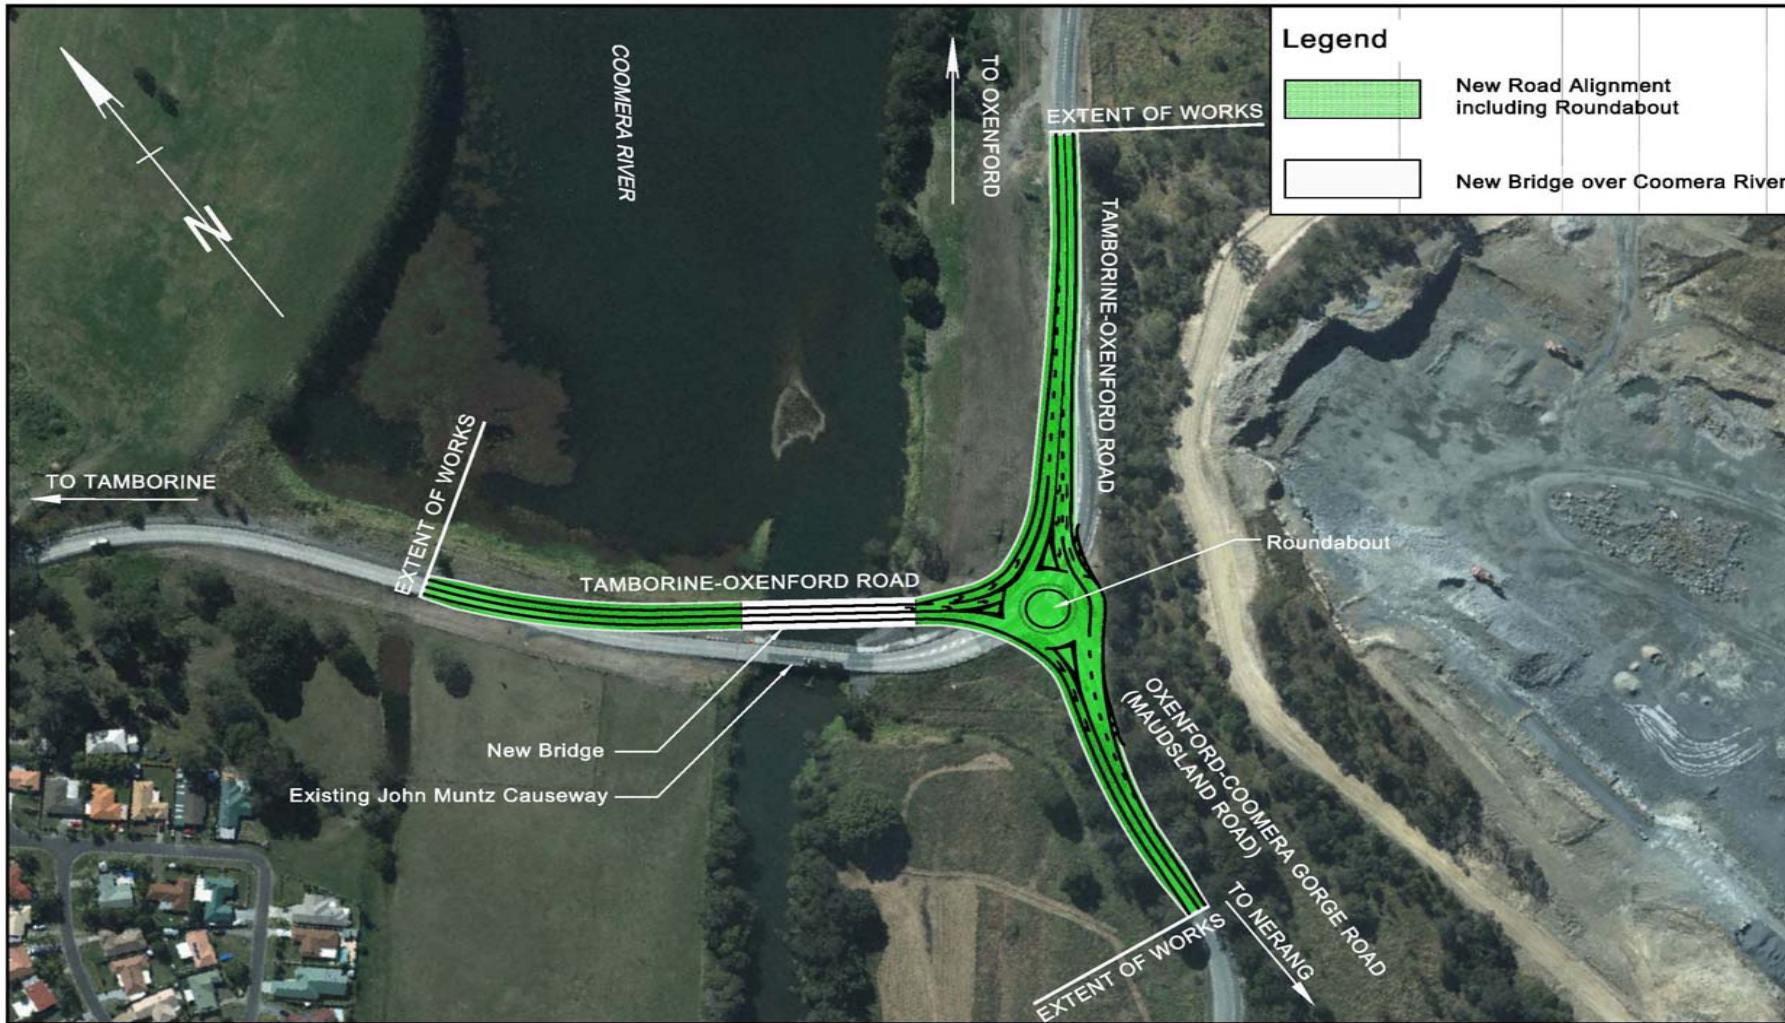 Legend
New Road Alignment
including Roundabout
New Bridge over Coomera River
COOMERA RIVER
TO OXENFORD
EXTENT OF WORKS
TAMBORINE-OXENFORD ROAD
N
TO TAMBORINE
EXTENT OF WORKS
TAMBORINE-OXENFORD ROAD
Roundabout
New Bridge
Existing John Muntz Causeway
OXENFORD-COOMERA GORGE ROAD
(MAUDSLAND ROAD)
TO NERANG
EXTENT OF WORKS